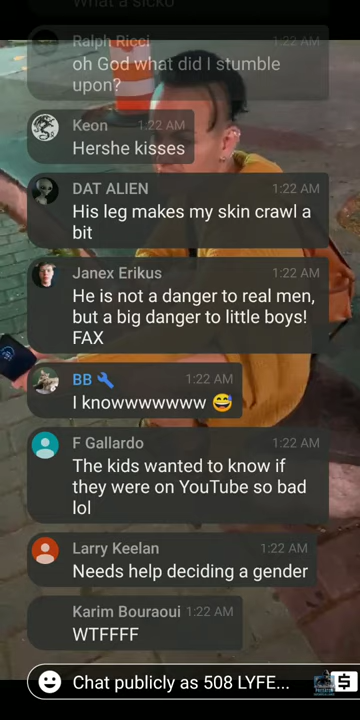 What a sicko
Ralph Ricci 1:22 AM
oh God what did I stumble
upon?
Keon 1:22 AM
Hershe kisses
DAT ALIEN 1:22 AM
His leg makes my skin crawl a
bit
Janex Erikus 1:22 AM
He is not a danger to real men,
but a big danger to little boys!
FAX
BB 🔧 1:22 AM
I knowwwwwww 😅
F Gallardo 1:22 AM
The kids wanted to know if
they were on YouTube so bad
lol
Larry Keelan 1:22 AM
Needs help deciding a gender
Karim Bouraoui 1:22 AM
WTFFFF
Chat publicly as 508 LYFE...